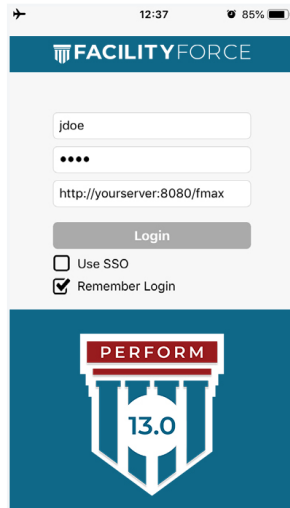 12:37 85%
FACILITYFORCE
jdoe
••••
http://yourserver:8080/fmax
Login
Use SSO
Remember Login
PERFORM
13.0